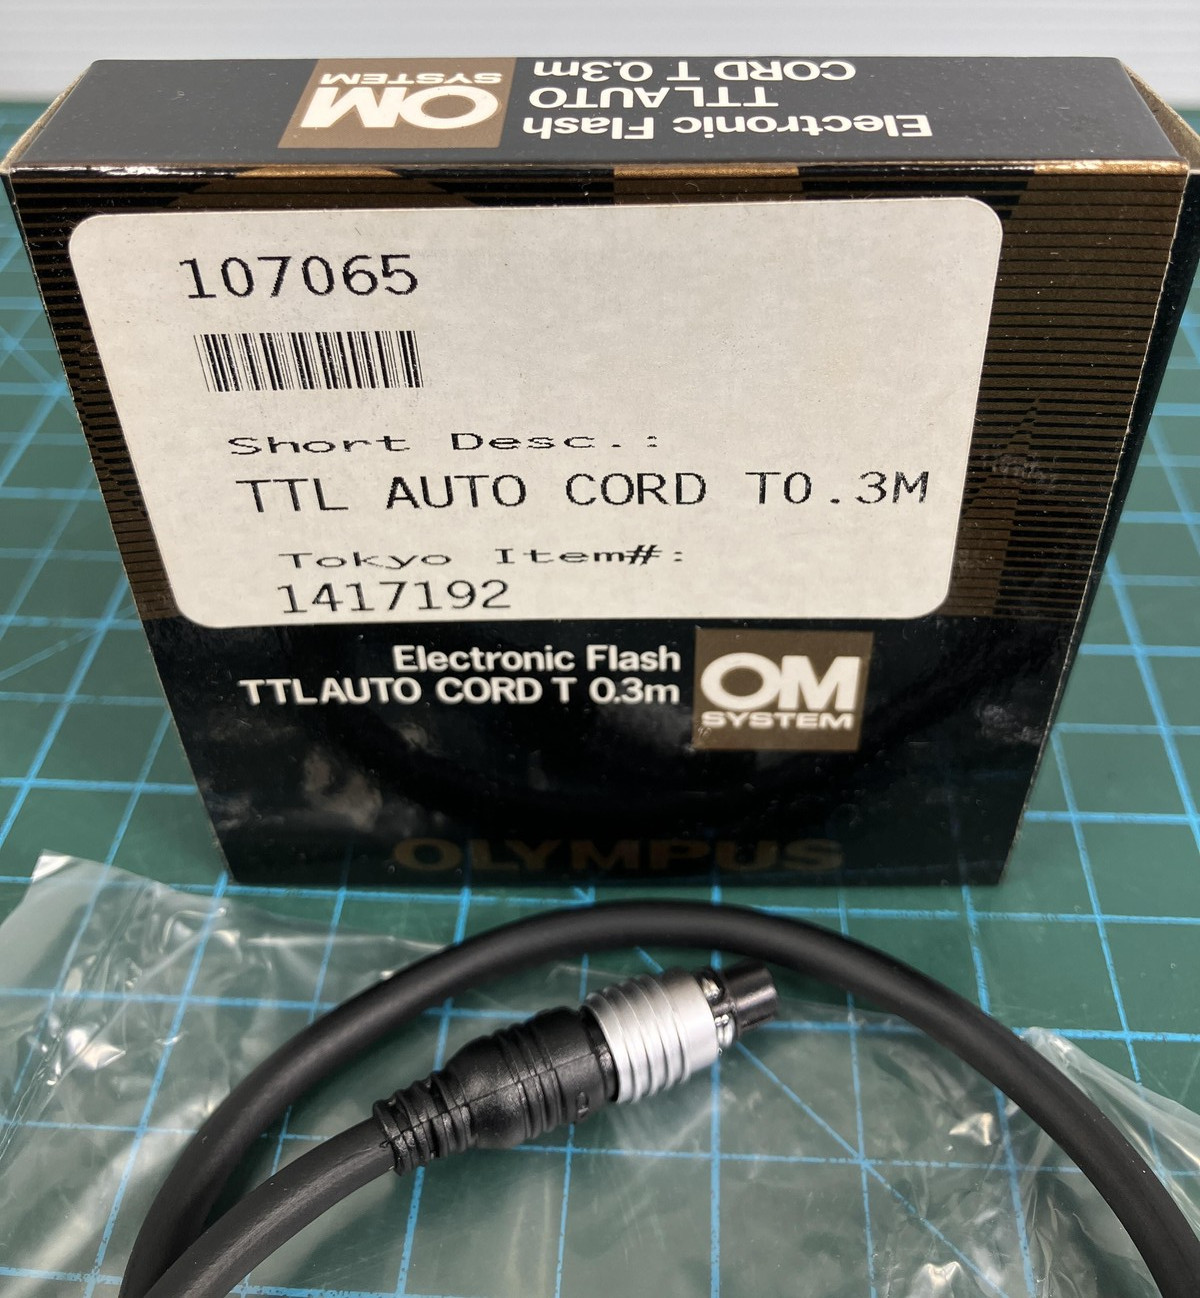 Electronic Flash
TTL AUTO
CORD T 0.3m
OM
SYSTEM
107065
Short Desc.:
TTL AUTO CORD T0.3M
Tokyo Item#:
1417192
Electronic Flash
TTL AUTO CORD T 0.3m
OM
SYSTEM
OLYMPUS